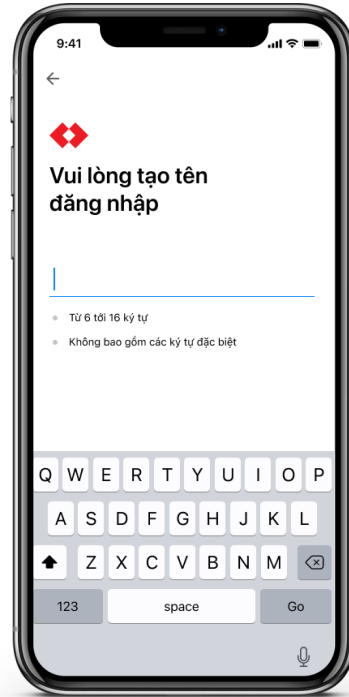 9:41
Vui lòng tạo tên
đăng nhập
Từ 6 tới 16 ký tự
Không bao gồm các ký tự đặc biệt
Q W E R T Y U I O P
A S D F G H J K L
Z X C V B N M
123 space Go